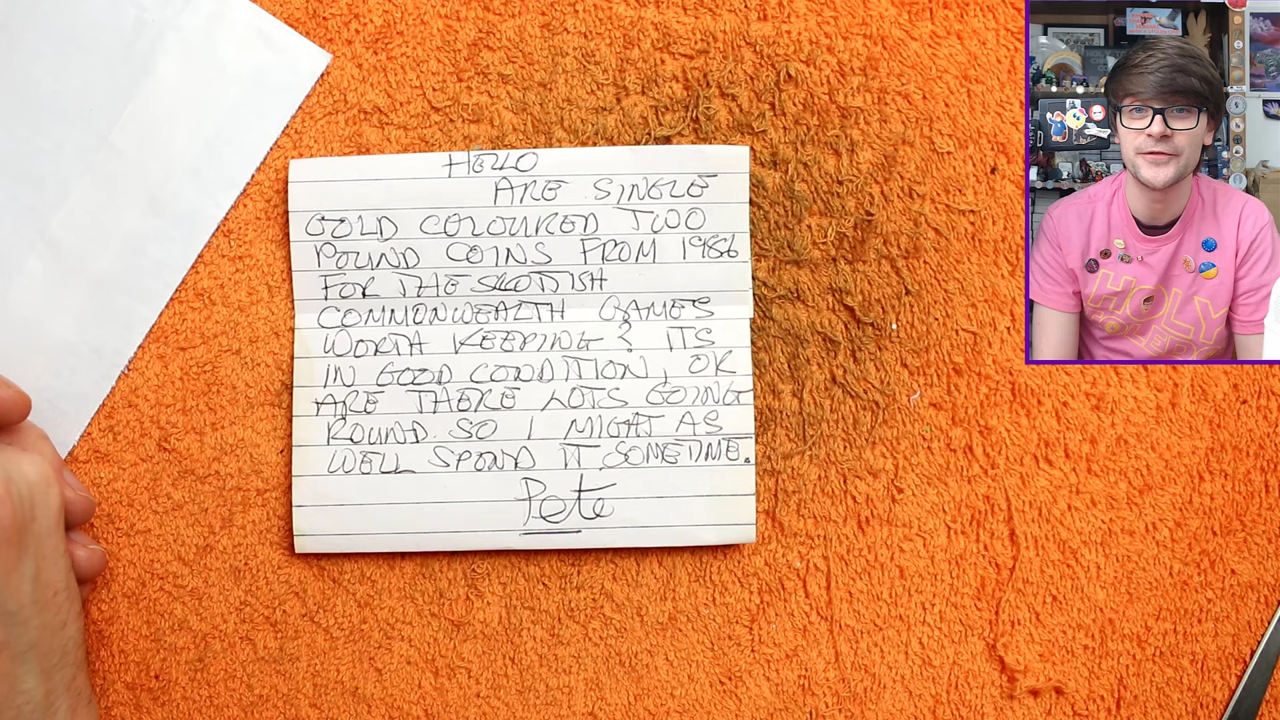 HELLO
ARE SINGLE
GOLD COLOURED TWO
POUND COINS FROM 1986
FOR THE SCOTTISH
COMMONWEALTH GAMES
WORTH KEEPING? ITS
IN GOOD CONDITION, OR
ARE THERE LOTS GOING
ROUND. SO I MIGHT AS
WELL SPEND IT SOMETIME.
Pete
HOLY